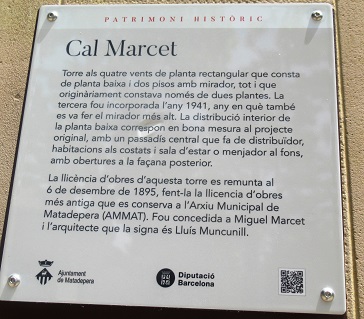 PATRIMONI HISTÒRIC
Cal Marcet
Torre als quatre vents de planta rectangular que consta
de planta baixa i dos pisos amb mirador, tot i que
originàriament constava només de dues plantes. La
tercera fou incorporada l'any 1941, any en què també
es va fer el mirador més alt. La distribució interior de
la planta baixa correspon en bona mesura al projecte
original, amb un passadís central que fa de distribuïdor,
habitacions als costats i sala d'estar o menjador al fons,
amb obertures a la façana posterior.
La llicència d'obres d'aquesta torre es remunta al
6 de desembre de 1895, fent-la la llicencia d'obres
més antiga que es conserva a l'Arxiu Municipal de
Matadepera (AMMAT). Fou concedida a Miguel Marcet
i l'arquitecte que la signa és Lluís Muncunill.
Ajuntament
de Matadepera
Diputació
Barcelona